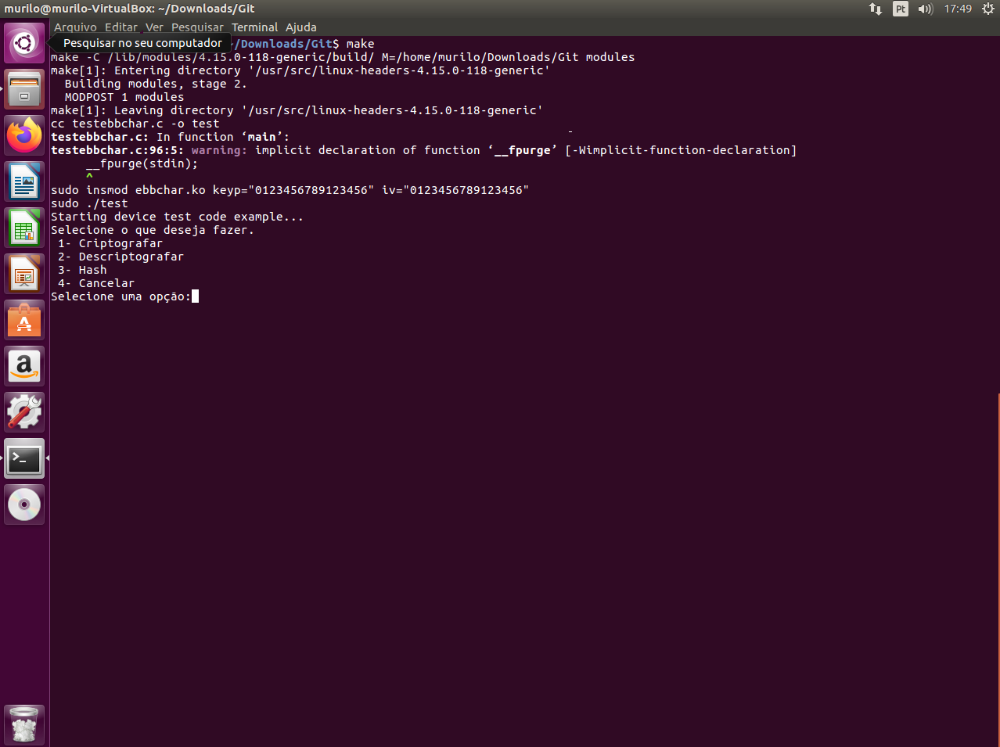 murilo@murilo-VirtualBox: ~/Downloads/Git
Pt
17:49
Arquivo Editar Ver Pesquisar Terminal Ajuda
Pesquisar no seu computador
/Downloads/Git$ make
make -C /lib/modules/4.15.0-118-generic/build/ M=/home/murilo/Downloads/Git modules
make[1]: Entering directory '/usr/src/linux-headers-4.15.0-118-generic'
  Building modules, stage 2.
  MODPOST 1 modules
make[1]: Leaving directory '/usr/src/linux-headers-4.15.0-118-generic'
cc testebbchar.c -o test
testebbchar.c: In function ‘main’:
testebbchar.c:96:5: warning: implicit declaration of function ‘__fpurge’ [-Wimplicit-function-declaration]
     __fpurge(stdin);
     ^
sudo insmod ebbchar.ko keyp="0123456789123456" iv="0123456789123456"
sudo ./test
Starting device test code example...
Selecione o que deseja fazer.
 1- Criptografar
 2- Descriptografar
 3- Hash
 4- Cancelar
Selecione uma opção: